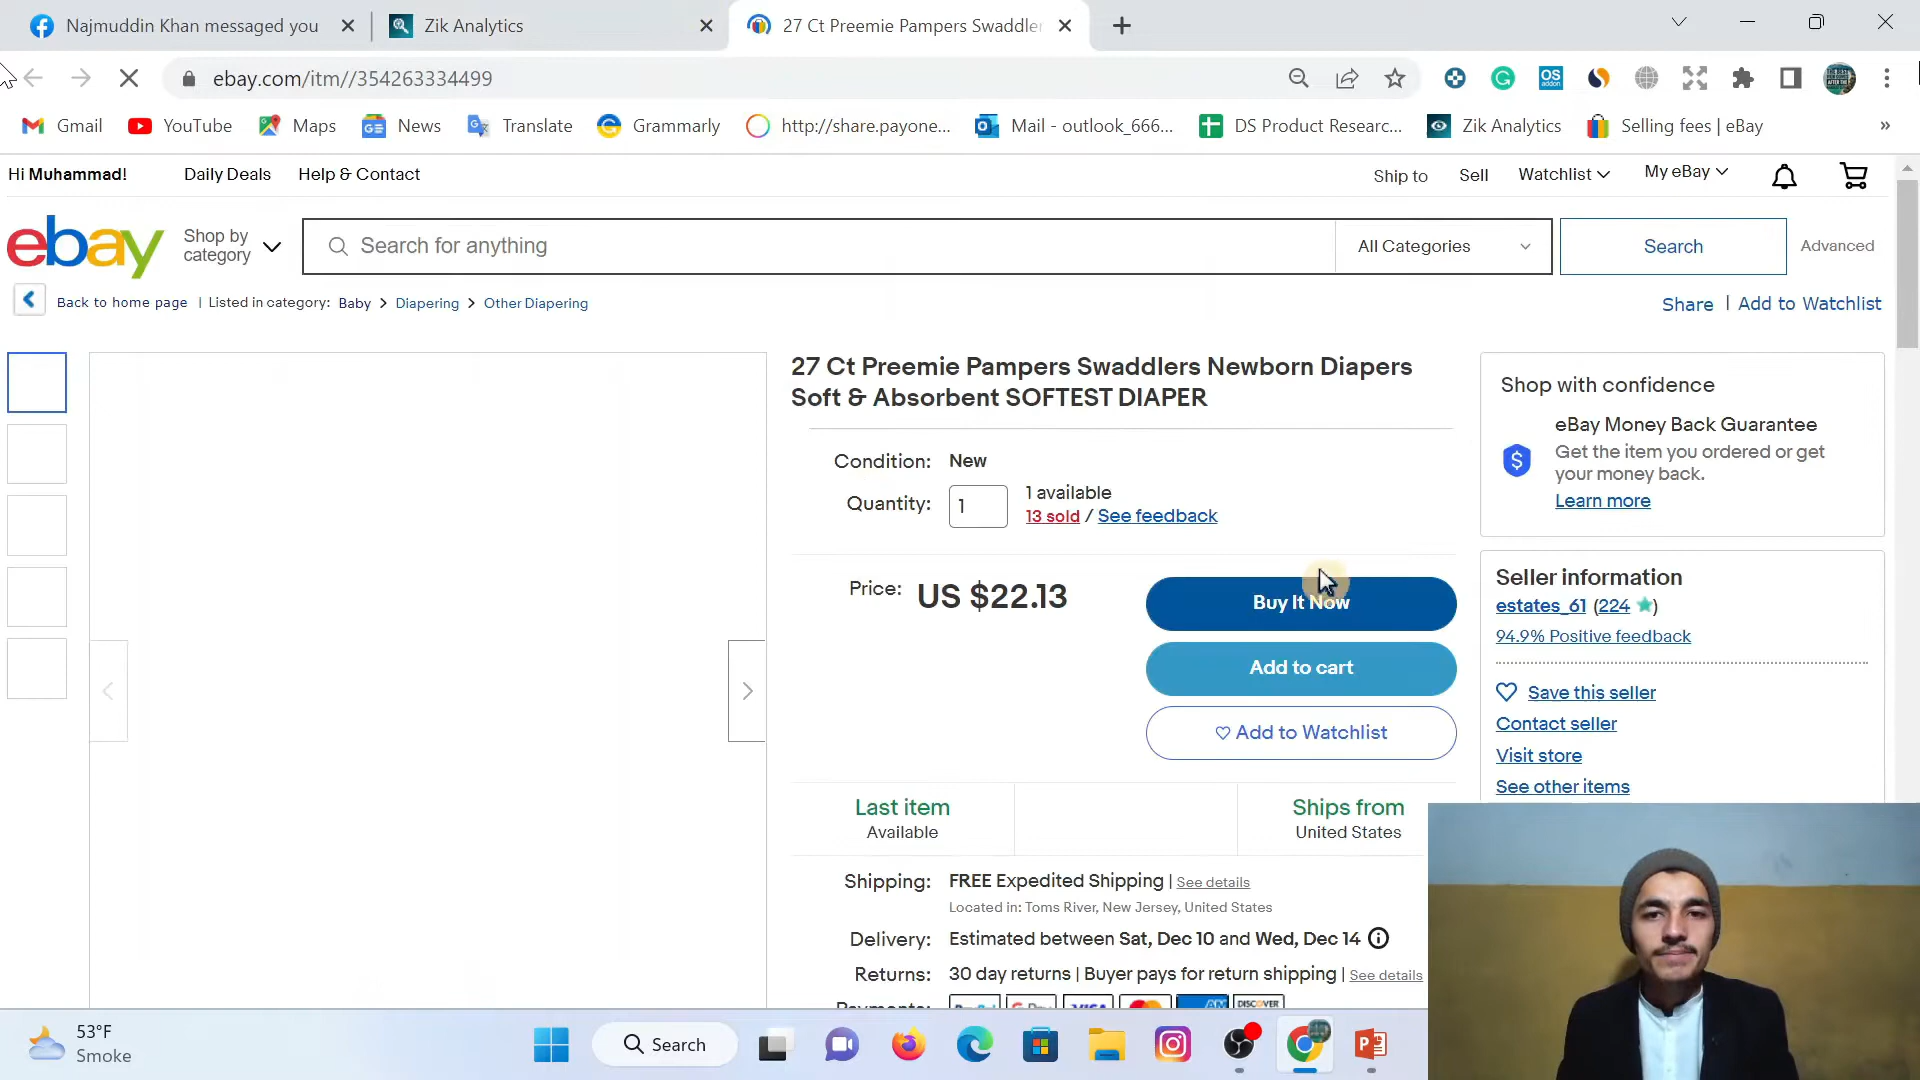 Najmuddin Khan messaged you
Zik Analytics
27 Ct Preemie Pampers Swaddler
ebay.com/itm//354263334499
Gmail
YouTube
Maps
News
Translate
Grammarly
http://share.payone...
Mail - outlook_666...
DS Product Researc...
Zik Analytics
Selling fees | eBay
»
Hi Muhammad!
Daily Deals
Help & Contact
Ship to
Sell
Watchlist
My eBay
ebay
Shop by
category
Search for anything
All Categories
Search
Advanced
Back to home page | Listed in category: Baby > Diapering > Other Diapering
Share | Add to Watchlist
27 Ct Preemie Pampers Swaddlers Newborn Diapers
Soft & Absorbent SOFTEST DIAPER
Condition: New
Quantity: 1
1 available
13 sold / See feedback
Price: US $22.13
Buy It Now
Add to cart
Add to Watchlist
Last item
Available
Ships from
United States
Shipping: FREE Expedited Shipping | See details
Located in: Toms River, New Jersey, United States
Delivery: Estimated between Sat, Dec 10 and Wed, Dec 14
Returns: 30 day returns | Buyer pays for return shipping | See details
Shop with confidence
eBay Money Back Guarantee
Get the item you ordered or get
your money back.
Learn more
Seller information
estates_61 (224)
94.9% Positive feedback
Save this seller
Contact seller
Visit store
See other items
53°F
Smoke
Search